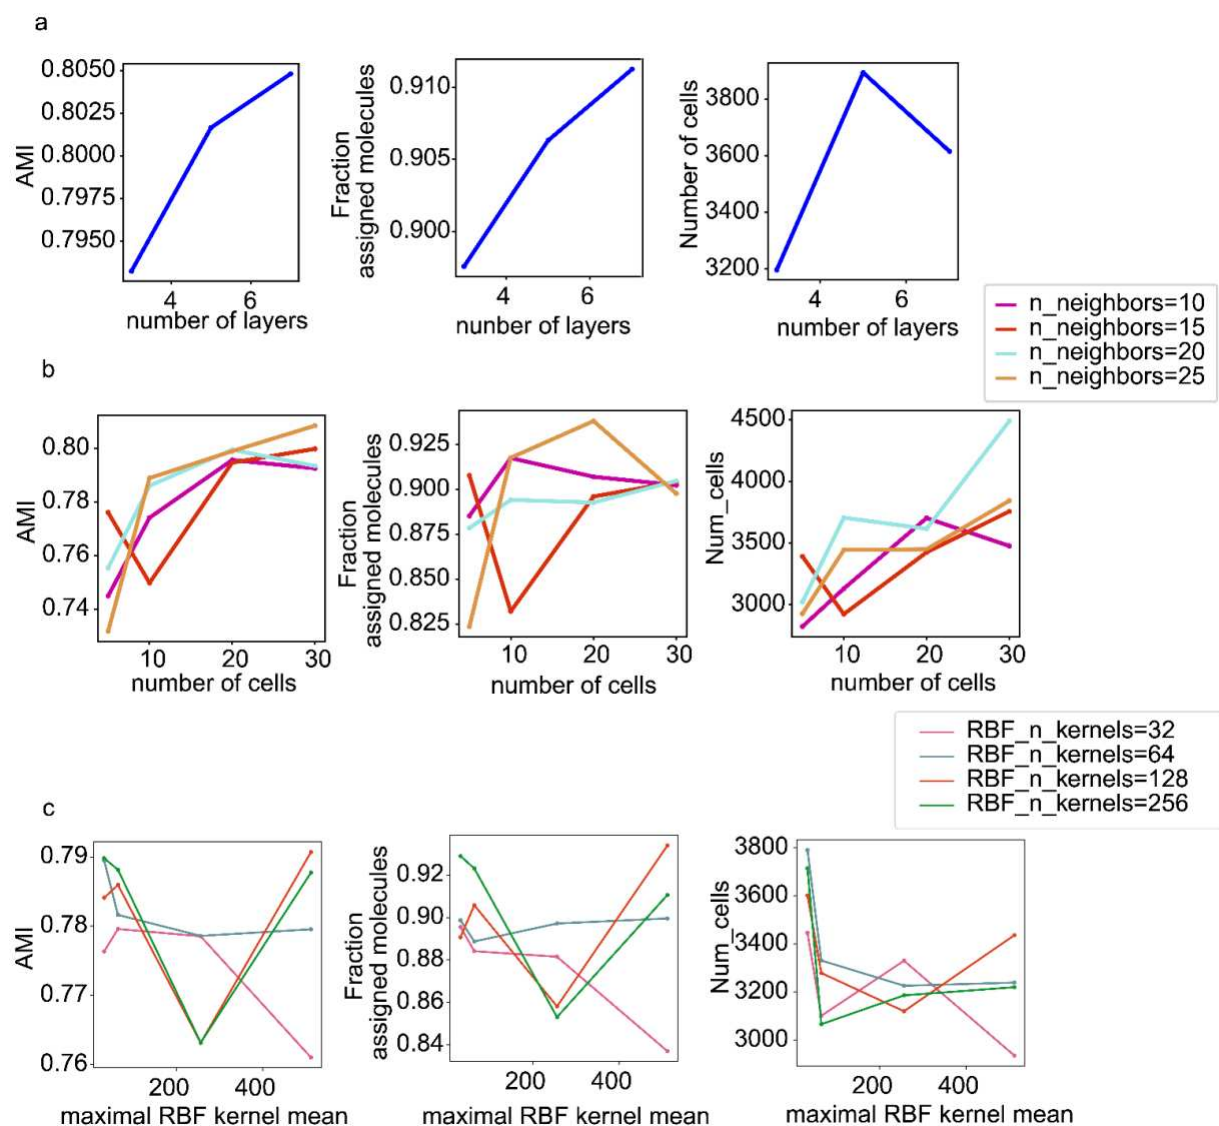 a
0.8050
0.8025
0.8000
0.7975
0.7950
AMI
4 6
number of layers
0.910
0.905
0.900
Fraction
assigned molecules
4 6
nunber of layers
3800
3600
3400
3200
Number of cells
4 6
number of layers
n_neighbors=10
n_neighbors=15
n_neighbors=20
n_neighbors=25
b
0.80
0.78
0.76
0.74
AMI
10 20 30
number of cells
0.925
0.900
0.875
0.850
0.825
Fraction
assigned molecules
10 20 30
number of cells
4500
4000
3500
3000
Num_cells
10 20 30
number of cells
RBF_n_kernels=32
RBF_n_kernels=64
RBF_n_kernels=128
RBF_n_kernels=256
c
0.79
0.78
0.77
0.76
AMI
200 400
maximal RBF kernel mean
0.92
0.90
0.88
0.86
0.84
Fraction
assigned molecules
200 400
maximal RBF kernel mean
3800
3600
3400
3200
3000
Num_cells
200 400
maximal RBF kernel mean